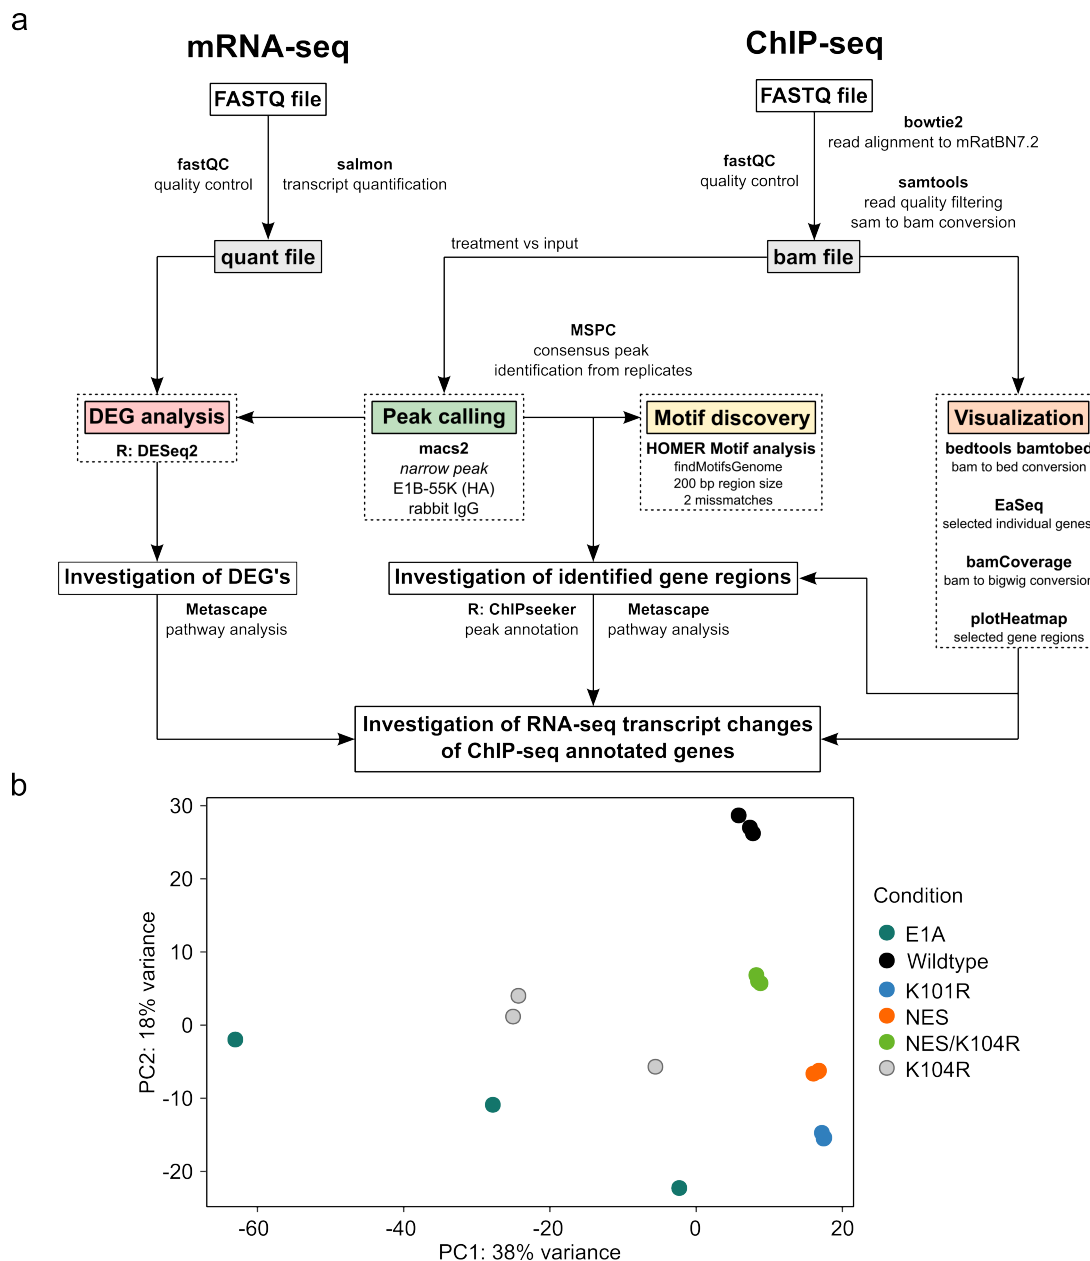 a
mRNA-seq
ChIP-seq
FASTQ file
FASTQ file
fastQC
quality control
salmon
transcript quantification
fastQC
quality control
bowtie2
read alignment to mRatBN7.2
samtools
read quality filtering
sam to bam conversion
quant file
treatment vs input
bam file
MSPC
consensus peak
identification from replicates
DEG analysis
R: DESeq2
Peak calling
macs2
narrow peak
E1B-55K (HA)
rabbit IgG
Motif discovery
HOMER Motif analysis
findMotifsGenome
200 bp region size
2 missmatches
Visualization
bedtools bamtobed
bam to bed conversion
EaSeq
selected individual genes
bamCoverage
bam to bigwig conversion
plotHeatmap
selected gene regions
Investigation of DEG's
Metascape
pathway analysis
Investigation of identified gene regions
R: ChIPseeker
peak annotation
Metascape
pathway analysis
Investigation of RNA-seq transcript changes
of ChIP-seq annotated genes
b
30
20
10
0
-10
-20
PC2: 18% variance
-60
-40
-20
0
20
PC1: 38% variance
Condition
E1A
Wildtype
K101R
NES
NES/K104R
K104R